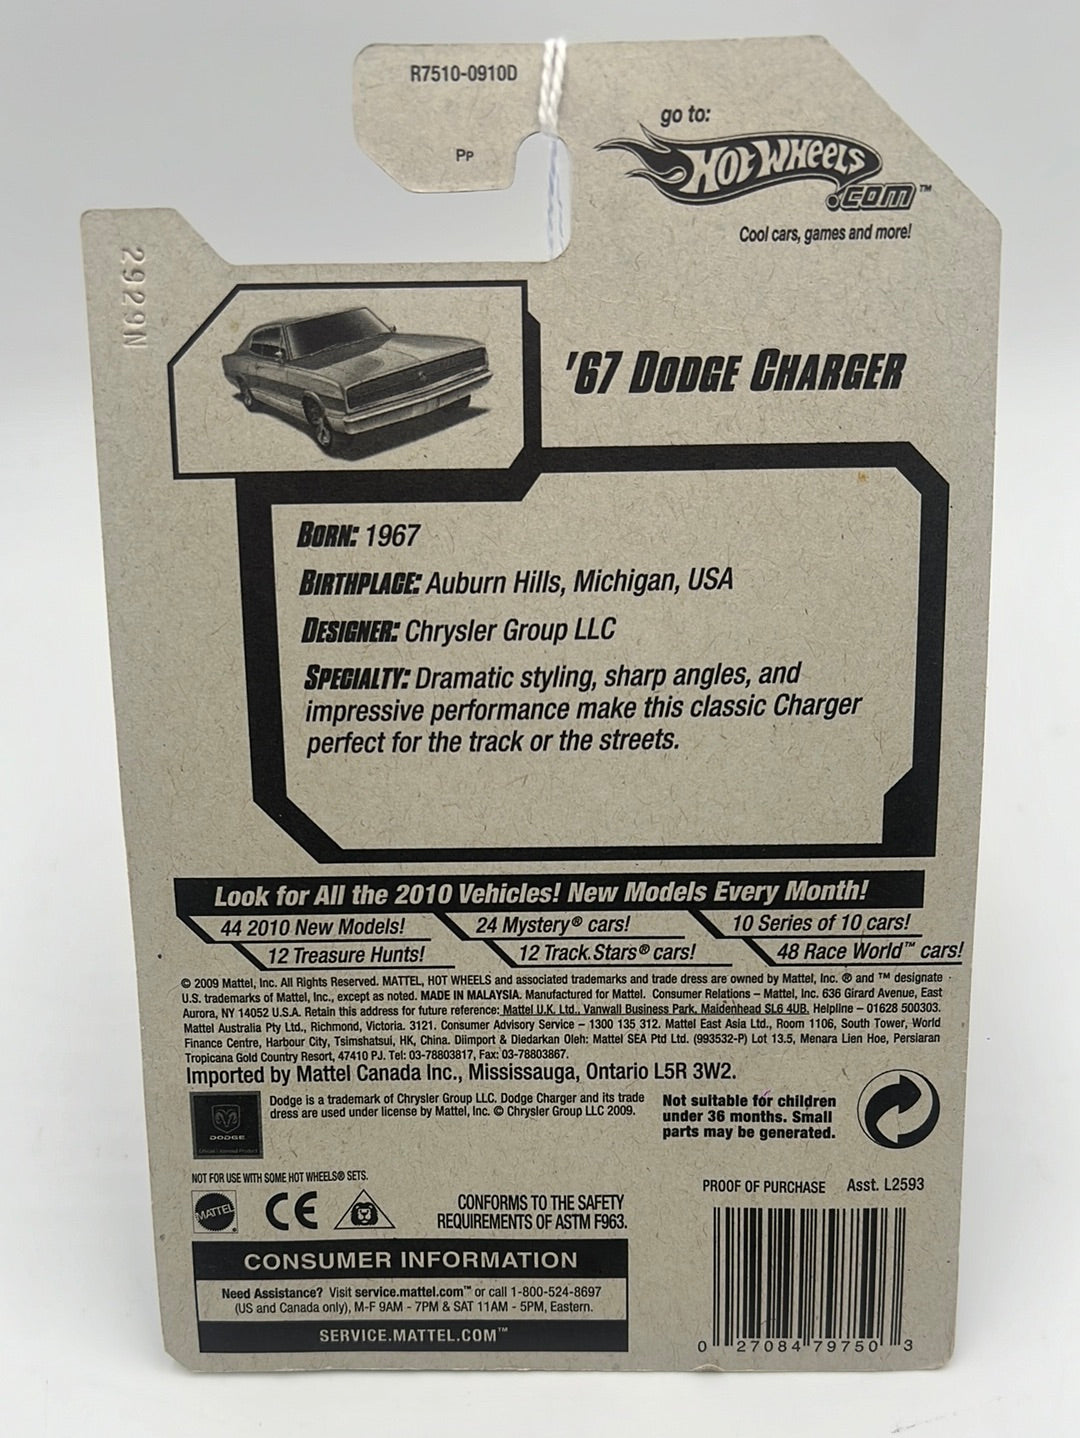 R7510-0910D
Pp
go to:
Hot Wheels
.com™
Cool cars, games and more!
2929N
'67 Dodge Charger
Born: 1967
Birthplace: Auburn Hills, Michigan, USA
Designer: Chrysler Group LLC
Specialty: Dramatic styling, sharp angles, and
impressive performance make this classic Charger
perfect for the track or the streets.
Look for All the 2010 Vehicles! New Models Every Month!
44 2010 New Models! 24 Mystery® cars! 10 Series of 10 cars!
12 Treasure Hunts! 12 Track Stars® cars! 48 Race World™ cars!
© 2009 Mattel, Inc. All Rights Reserved. MATTEL, HOT WHEELS and associated trademarks and trade dress are owned by Mattel, Inc. ® and ™ designate
U.S. trademarks of Mattel, Inc., except as noted. MADE IN MALAYSIA. Manufactured for Mattel. Consumer Relations – Mattel, Inc. 636 Girard Avenue, East
Aurora, NY 14052 U.S.A. Retain this address for future reference: Mattel U.K. Ltd., Vanwall Business Park, Maidenhead SL6 4UB. Helpline – 01628 500303.
Mattel Australia Pty Ltd., Richmond, Victoria. 3121. Consumer Advisory Service – 1300 135 312. Mattel East Asia Ltd., Room 1106, South Tower, World
Finance Centre, Harbour City, Tsimshatsui, HK, China. Diimport & Diedarkan Oleh: Mattel SEA Ptd Ltd. (993532-P) Lot 13.5, Menara Lien Hoe, Persiaran
Tropicana Gold Country Resort, 47410 PJ. Tel: 03-78803817, Fax: 03-78803867.
Imported by Mattel Canada Inc., Mississauga, Ontario L5R 3W2.
Dodge is a trademark of Chrysler Group LLC. Dodge Charger and its trade
dress are used under license by Mattel, Inc. © Chrysler Group LLC 2009.
Not suitable for children
under 36 months. Small
parts may be generated.
DODGE
Official Licensed Product
NOT FOR USE WITH SOME HOT WHEELS® SETS.
MATTEL
CE
CONFORMS TO THE SAFETY
REQUIREMENTS OF ASTM F963.
PROOF OF PURCHASE Asst. L2593
CONSUMER INFORMATION
Need Assistance? Visit service.mattel.com™ or call 1-800-524-8697
(US and Canada only), M-F 9AM - 7PM & SAT 11AM - 5PM, Eastern.
SERVICE.MATTEL.COM™
0 27084 79750 3